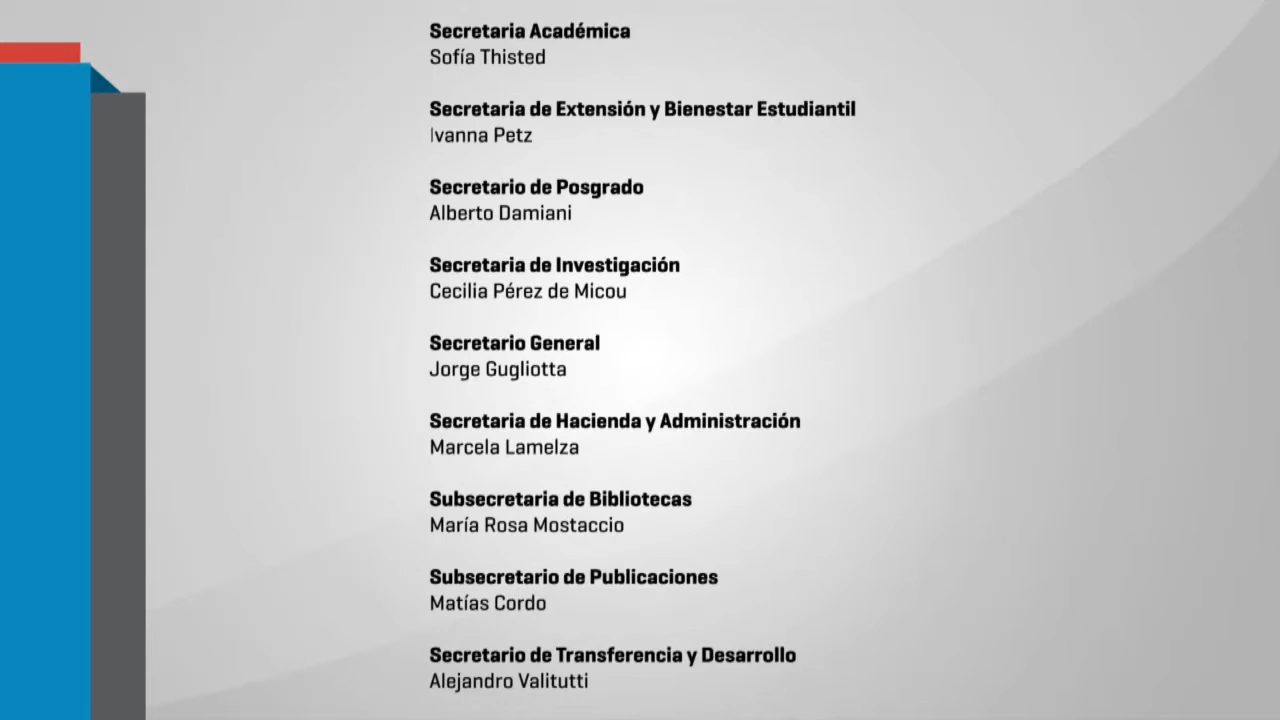 Secretaria Académica
Sofía Thisted
Secretaria de Extensión y Bienestar Estudiantil
Ivanna Petz
Secretario de Posgrado
Alberto Damiani
Secretaria de Investigación
Cecilia Pérez de Micou
Secretario General
Jorge Gugliotta
Secretaria de Hacienda y Administración
Marcela Lamelza
Subsecretaria de Bibliotecas
María Rosa Mostaccio
Subsecretario de Publicaciones
Matías Cordo
Secretario de Transferencia y Desarrollo
Alejandro Valitutti